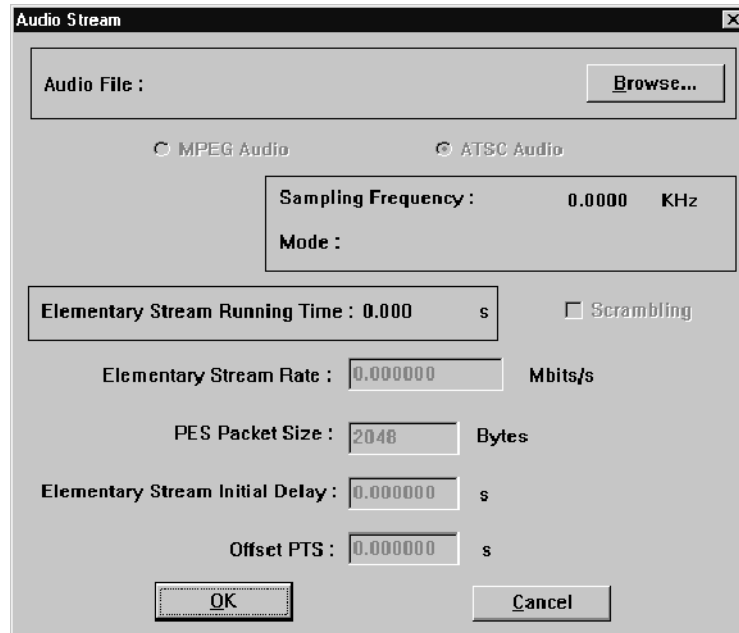 Audio Stream
Audio File :
Browse...
MPEG Audio
ATSC Audio
Sampling Frequency : 0.0000 KHz
Mode :
Elementary Stream Running Time : 0.000 s
Scrambling
Elementary Stream Rate : 0.000000 Mbits/s
PES Packet Size : 2048 Bytes
Elementary Stream Initial Delay : 0.000000 s
Offset PTS : 0.000000 s
OK
Cancel